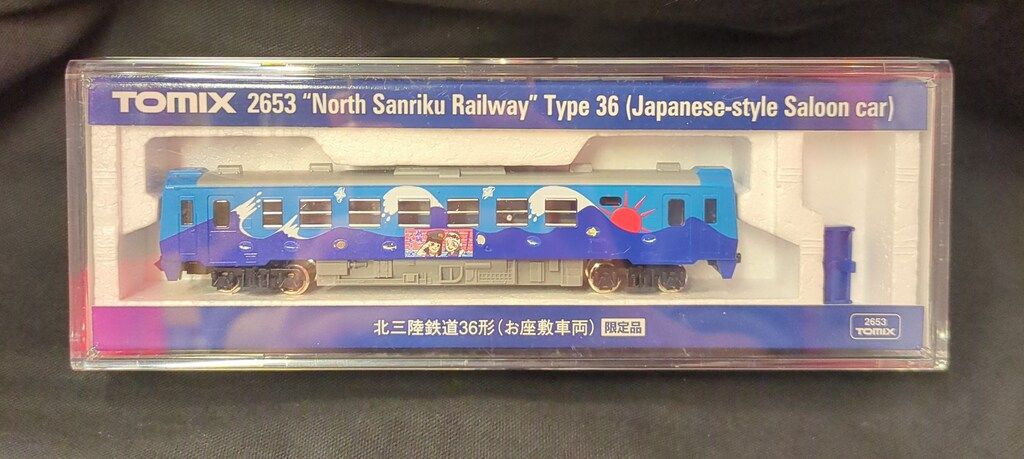 TOMIX 2653 "North Sanriku Railway" Type 36 (Japanese-style Saloon car)
北三陸鉄道36形(お座敷車両) 限定品
2653
TOMIX